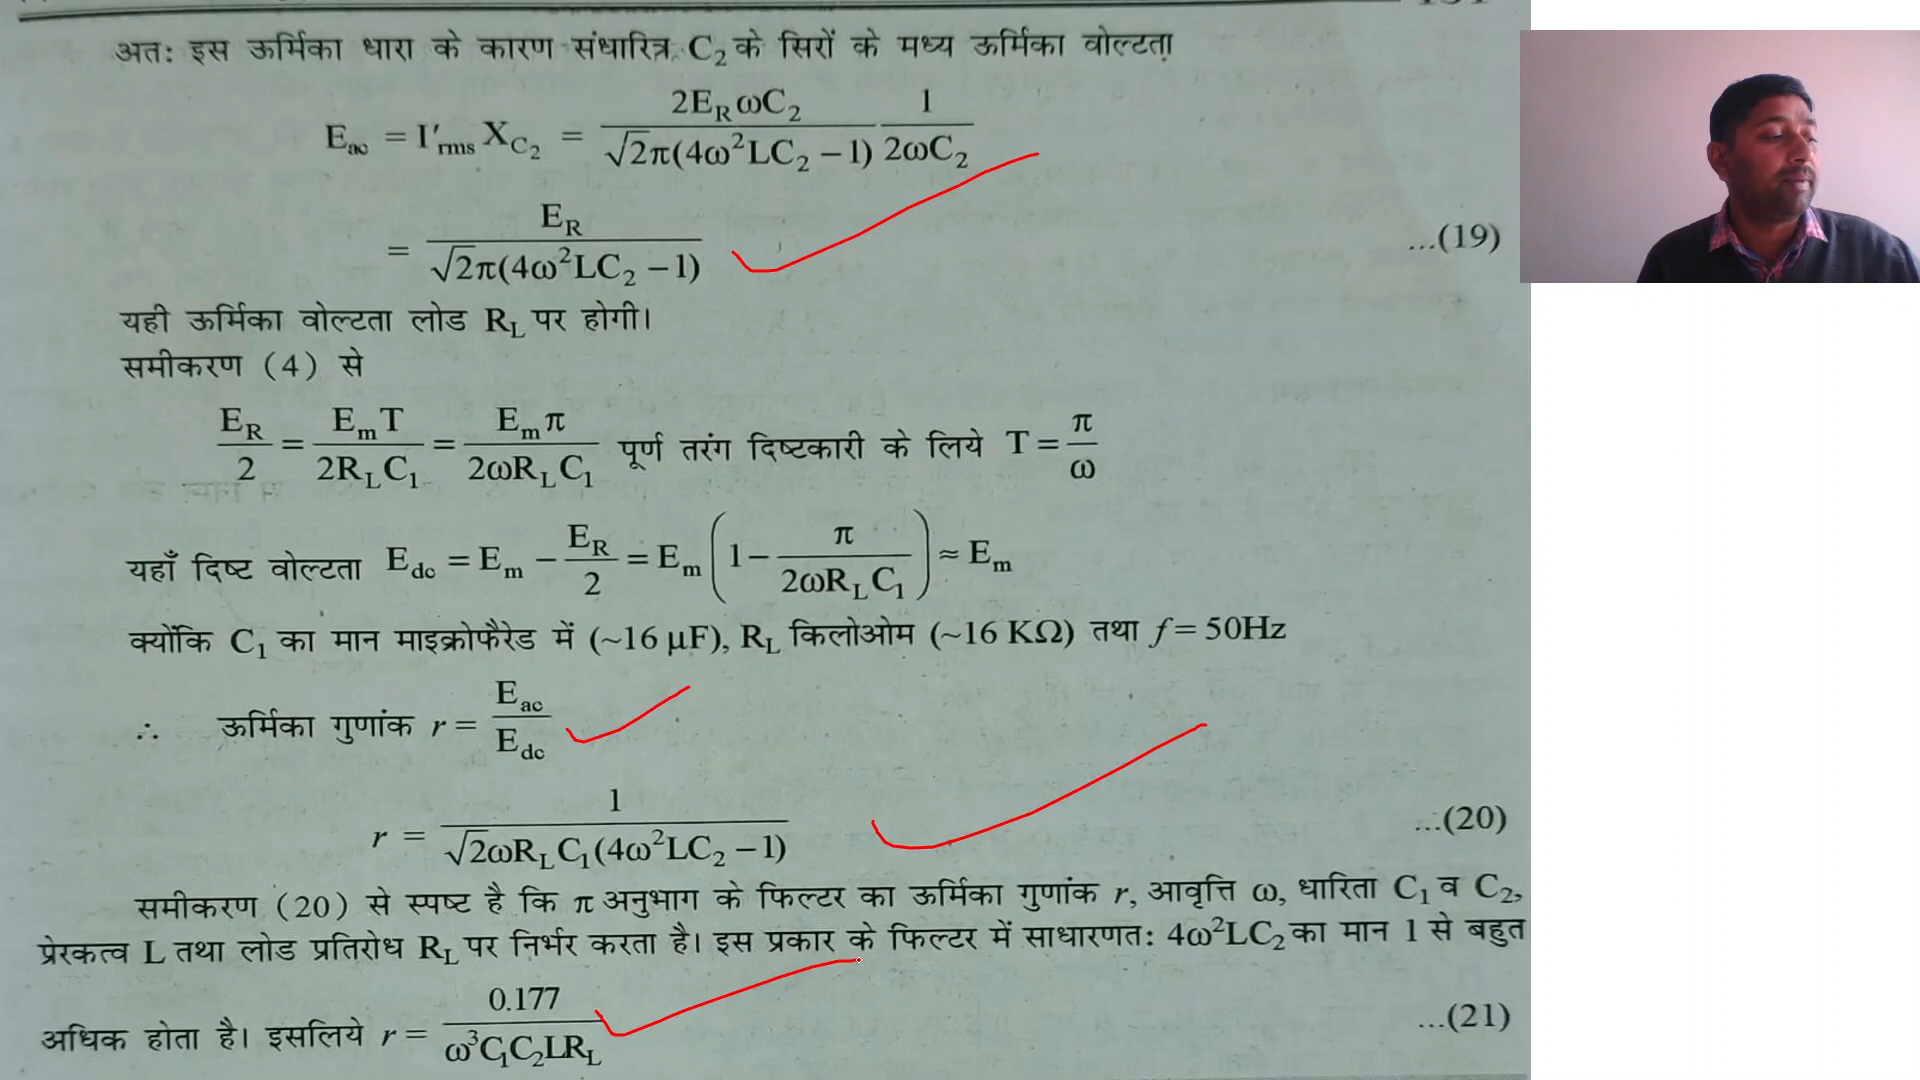 अतः इस ऊर्मिका धारा के कारण संधारित्र C₂ के सिरों के मध्य ऊर्मिका वोल्टता
E_ac = I′_rms X_C₂ = 2E_R ωC₂ / √2π(4ω²LC₂ – 1) 1 / 2ωC₂
= E_R / √2π(4ω²LC₂ – 1) ...(19)
यही ऊर्मिका वोल्टता लोड R_L पर होगी।
समीकरण (4) से
E_R / 2 = E_m T / 2R_L C₁ = E_m π / 2ωR_L C₁ पूर्ण तरंग दिष्टकारी के लिये T = π / ω
यहाँ दिष्ट वोल्टता E_dc = E_m – E_R / 2 = E_m (1 – π / 2ωR_L C₁) ≈ E_m
क्योंकि C₁ का मान माइक्रोफैरेड में (~16 μF), R_L किलोओम (~16 KΩ) तथा f = 50Hz
∴ ऊर्मिका गुणांक r = E_ac / E_dc
r = 1 / √2ωR_L C₁(4ω²LC₂ – 1) ...(20)
समीकरण (20) से स्पष्ट है कि π अनुभाग के फिल्टर का ऊर्मिका गुणांक r, आवृत्ति ω, धारिता C₁ व C₂,
प्रेरकत्व L तथा लोड प्रतिरोध R_L पर निर्भर करता है। इस प्रकार के फिल्टर में साधारणतः 4ω²LC₂ का मान 1 से बहुत
अधिक होता है। इसलिये r = 0.177 / ω³C₁C₂LR_L ...(21)